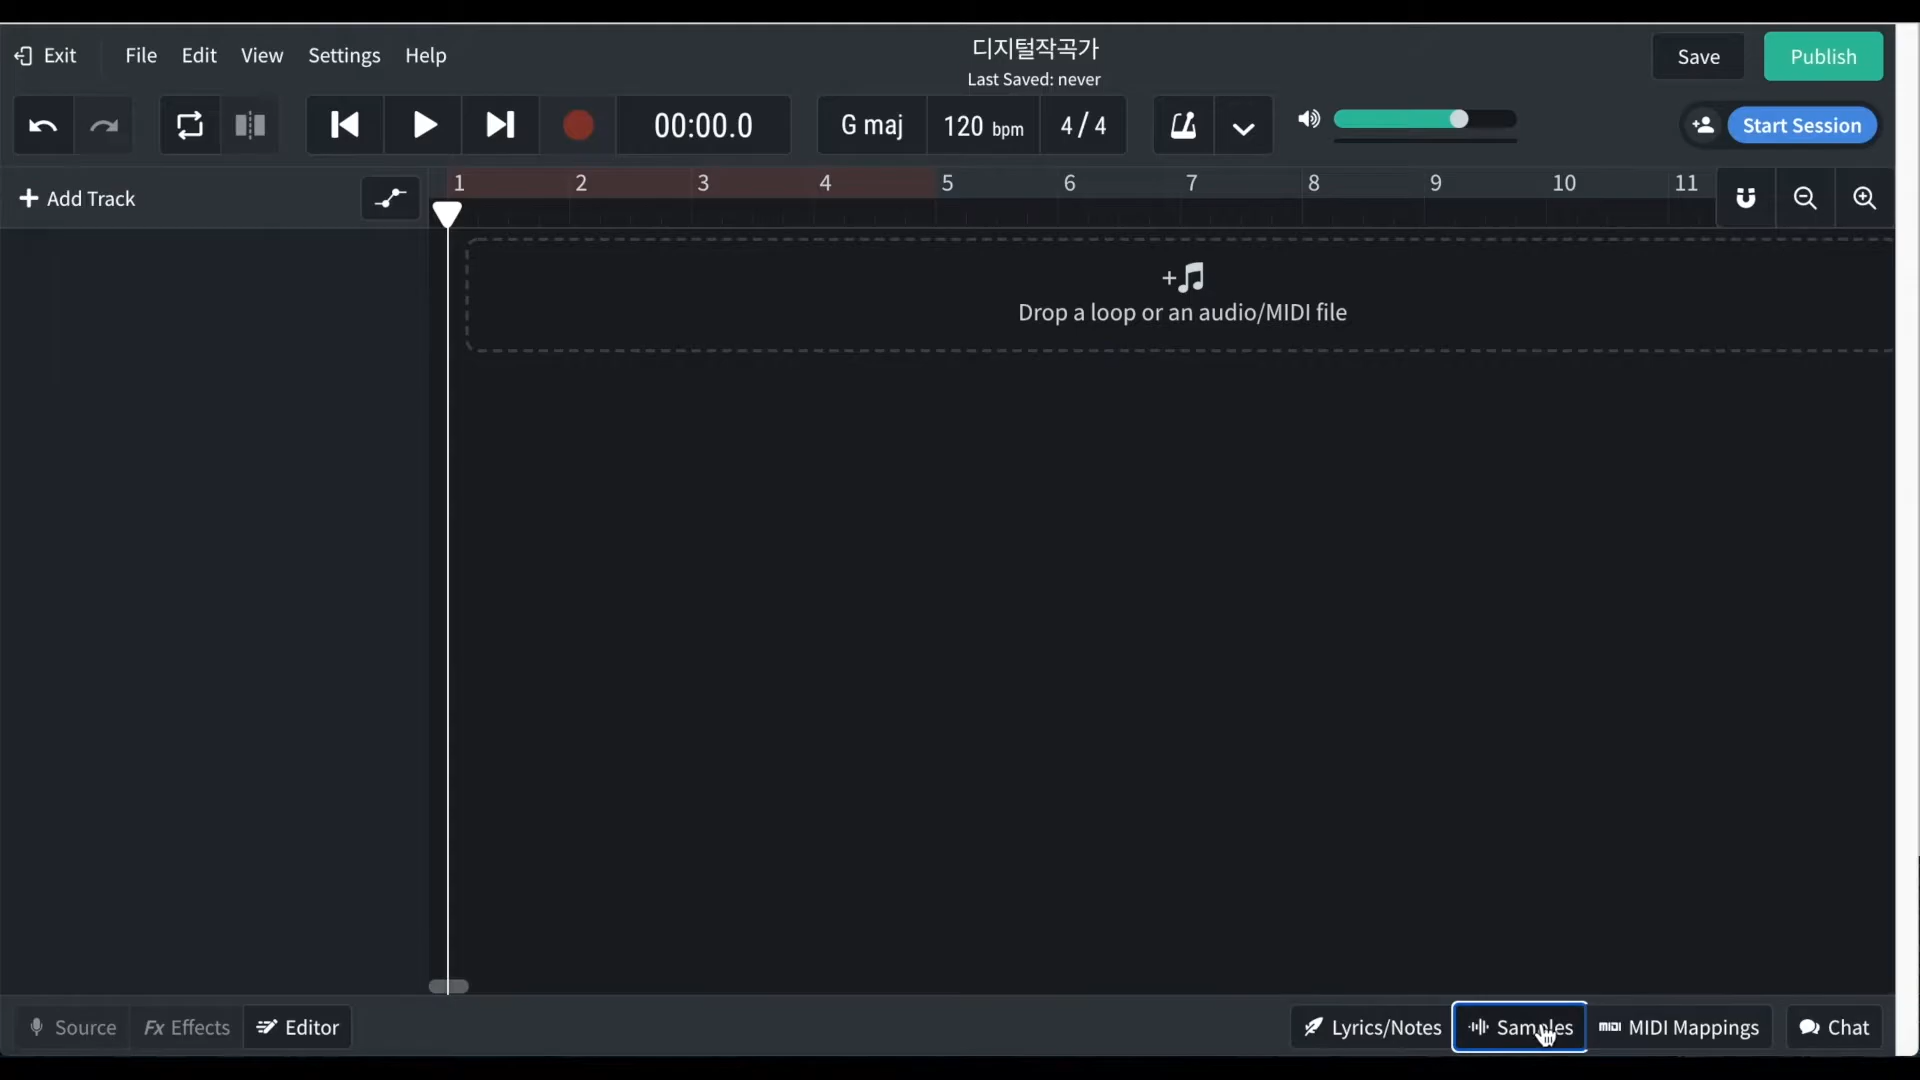 Exit File Edit View Settings Help
디지털작곡가
Last Saved: never
Save Publish
00:00.0 G maj 120 bpm 4/4 Start Session
Add Track
1 2 3 4 5 6 7 8 9 10 11
Drop a loop or an audio/MIDI file
Source Fx Effects Editor Lyrics/Notes Samples MIDI MIDI Mappings Chat